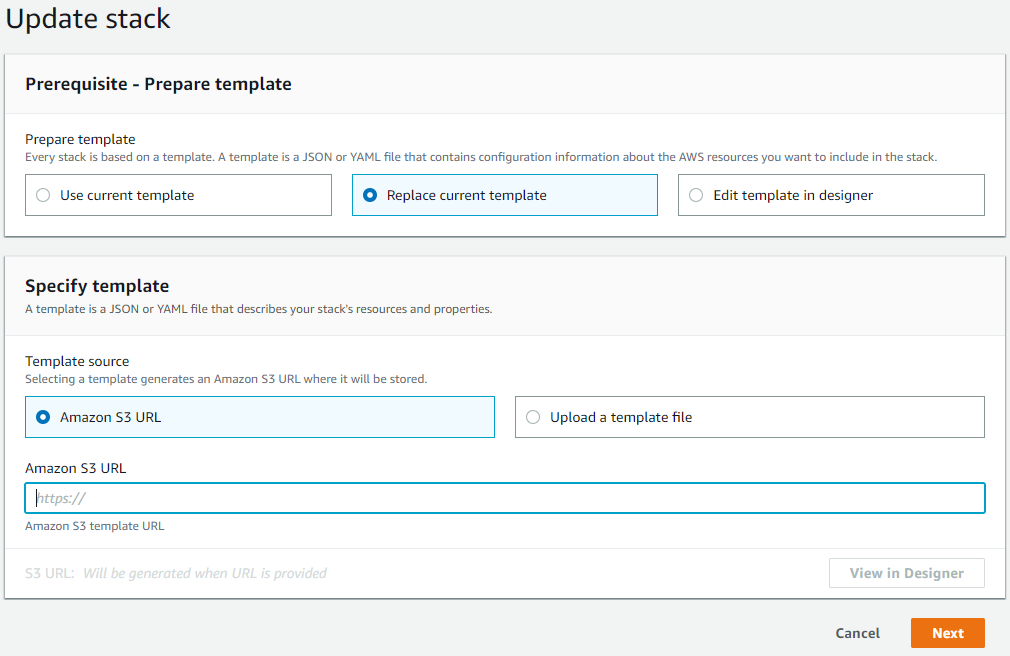 Update stack
Prerequisite - Prepare template
Prepare template
Every stack is based on a template. A template is a JSON or YAML file that contains configuration information about the AWS resources you want to include in the stack.
Use current template
Replace current template
Edit template in designer
Specify template
A template is a JSON or YAML file that describes your stack's resources and properties.
Template source
Selecting a template generates an Amazon S3 URL where it will be stored.
Amazon S3 URL
Upload a template file
Amazon S3 URL
https://
Amazon S3 template URL
S3 URL: Will be generated when URL is provided
View in Designer
Cancel
Next